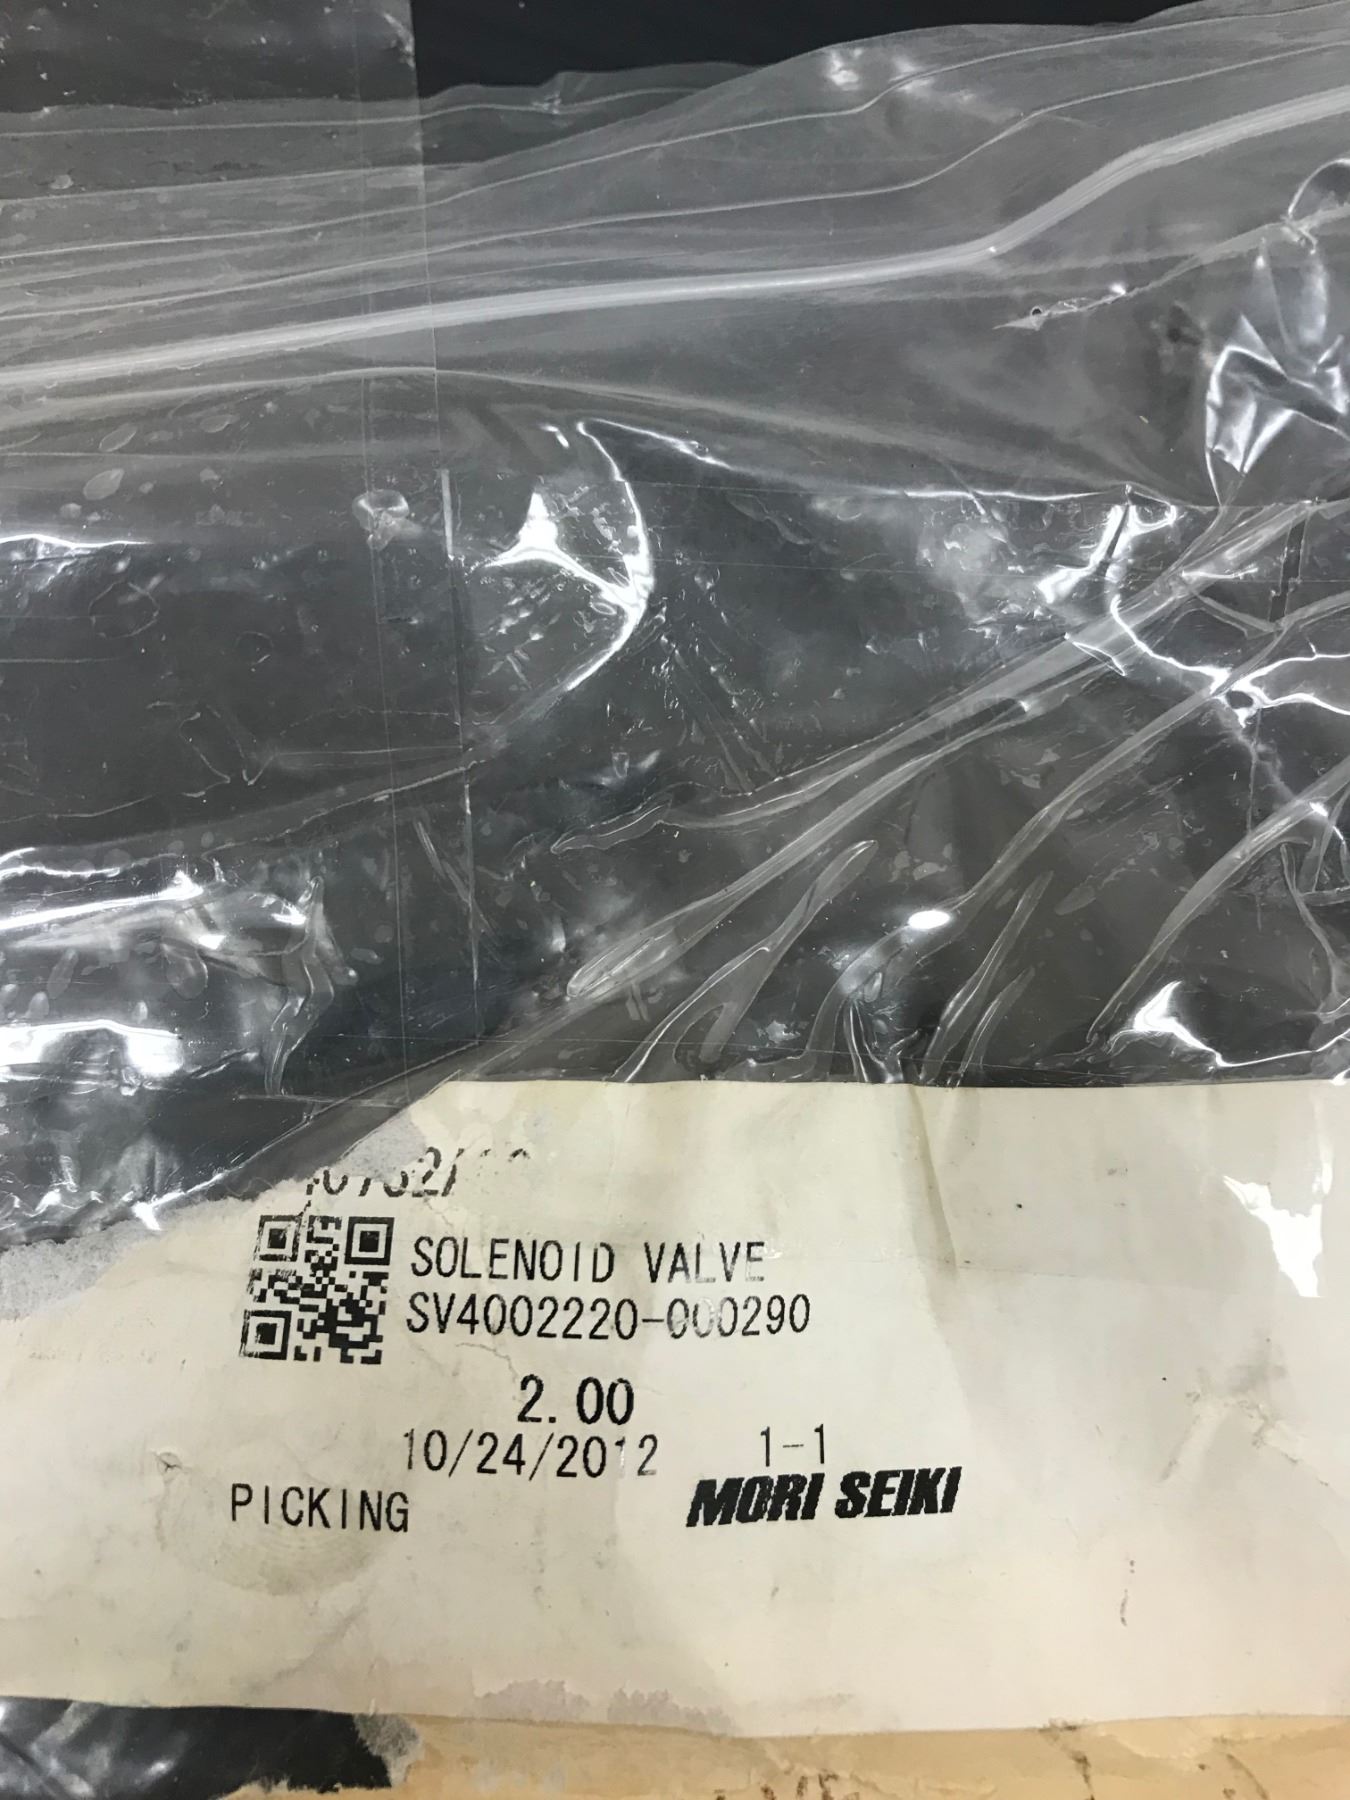 SOLENOID VALVE
SV4002220-000290
2.00
10/24/2012 1-1
PICKING MORI SEIKI